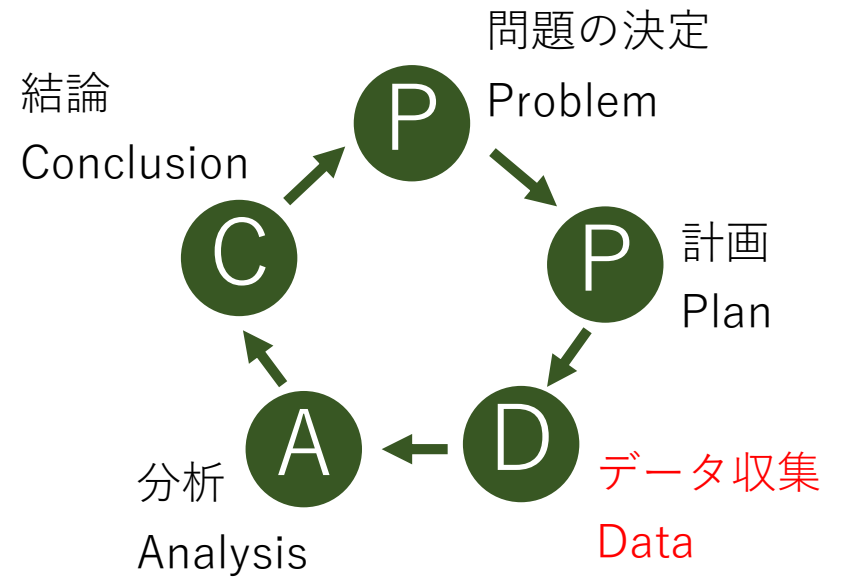 問題の決定
Problem
P
計画
Plan
P
データ収集
Data
D
分析
Analysis
A
結論
Conclusion
C